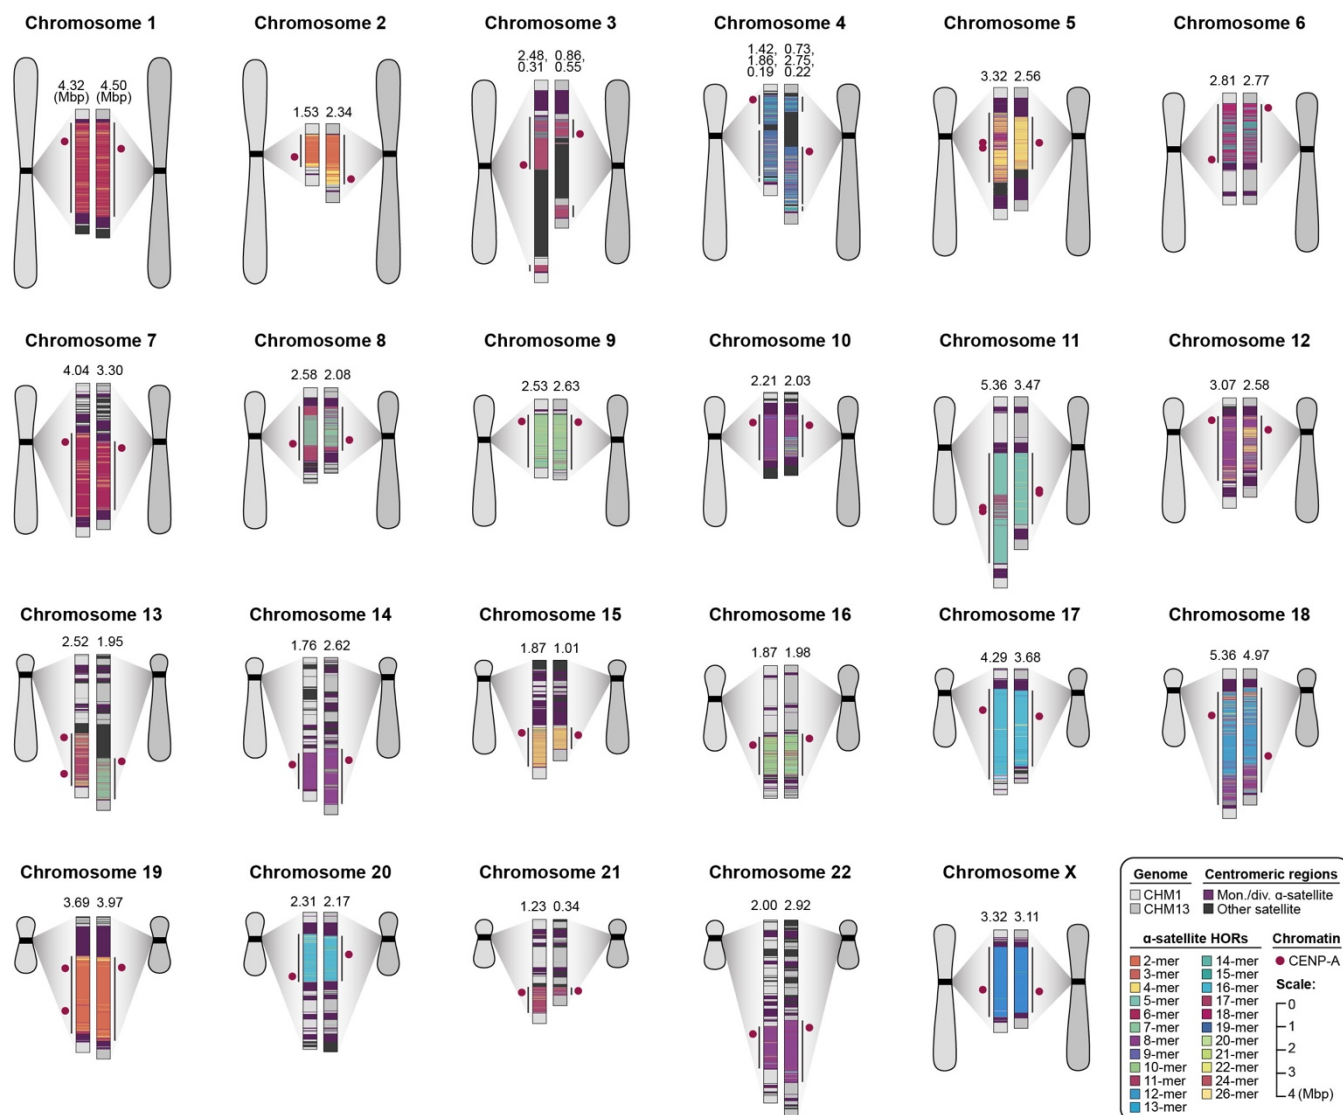 Chromosome 1
4.32
(Mbp)
4.50
(Mbp)
Chromosome 2
1.53 2.34
Chromosome 3
2.48, 0.86,
0.31 0.55
Chromosome 4
1.42, 0.73,
1.86, 2.75,
0.19 0.22
Chromosome 5
3.32 2.56
Chromosome 6
2.81 2.77
Chromosome 7
4.04 3.30
Chromosome 8
2.58 2.08
Chromosome 9
2.53 2.63
Chromosome 10
2.21 2.03
Chromosome 11
5.36 3.47
Chromosome 12
3.07 2.58
Chromosome 13
2.52 1.95
Chromosome 14
1.76 2.62
Chromosome 15
1.87 1.01
Chromosome 16
1.87 1.98
Chromosome 17
4.29 3.68
Chromosome 18
5.36 4.97
Chromosome 19
3.69 3.97
Chromosome 20
2.31 2.17
Chromosome 21
1.23 0.34
Chromosome 22
2.00 2.92
Chromosome X
3.32 3.11
Genome
CHM1
CHM13
Centromeric regions
Mon./div. α-satellite
Other satellite
α-satellite HORs
2-mer
3-mer
4-mer
5-mer
6-mer
7-mer
8-mer
9-mer
10-mer
11-mer
12-mer
13-mer
14-mer
15-mer
16-mer
17-mer
18-mer
19-mer
20-mer
21-mer
22-mer
24-mer
26-mer
Chromatin
CENP-A
Scale:
0
1
2
3
4 (Mbp)